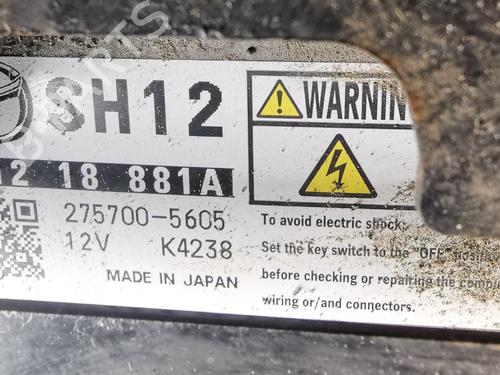 SH12
12 18 881A
275700-5605
12V K4238
MADE IN JAPAN
WARNIN
To avoid electric shock,
Set the key switch to the "OFF"
before checking or repairing the
wiring or/and connectors.